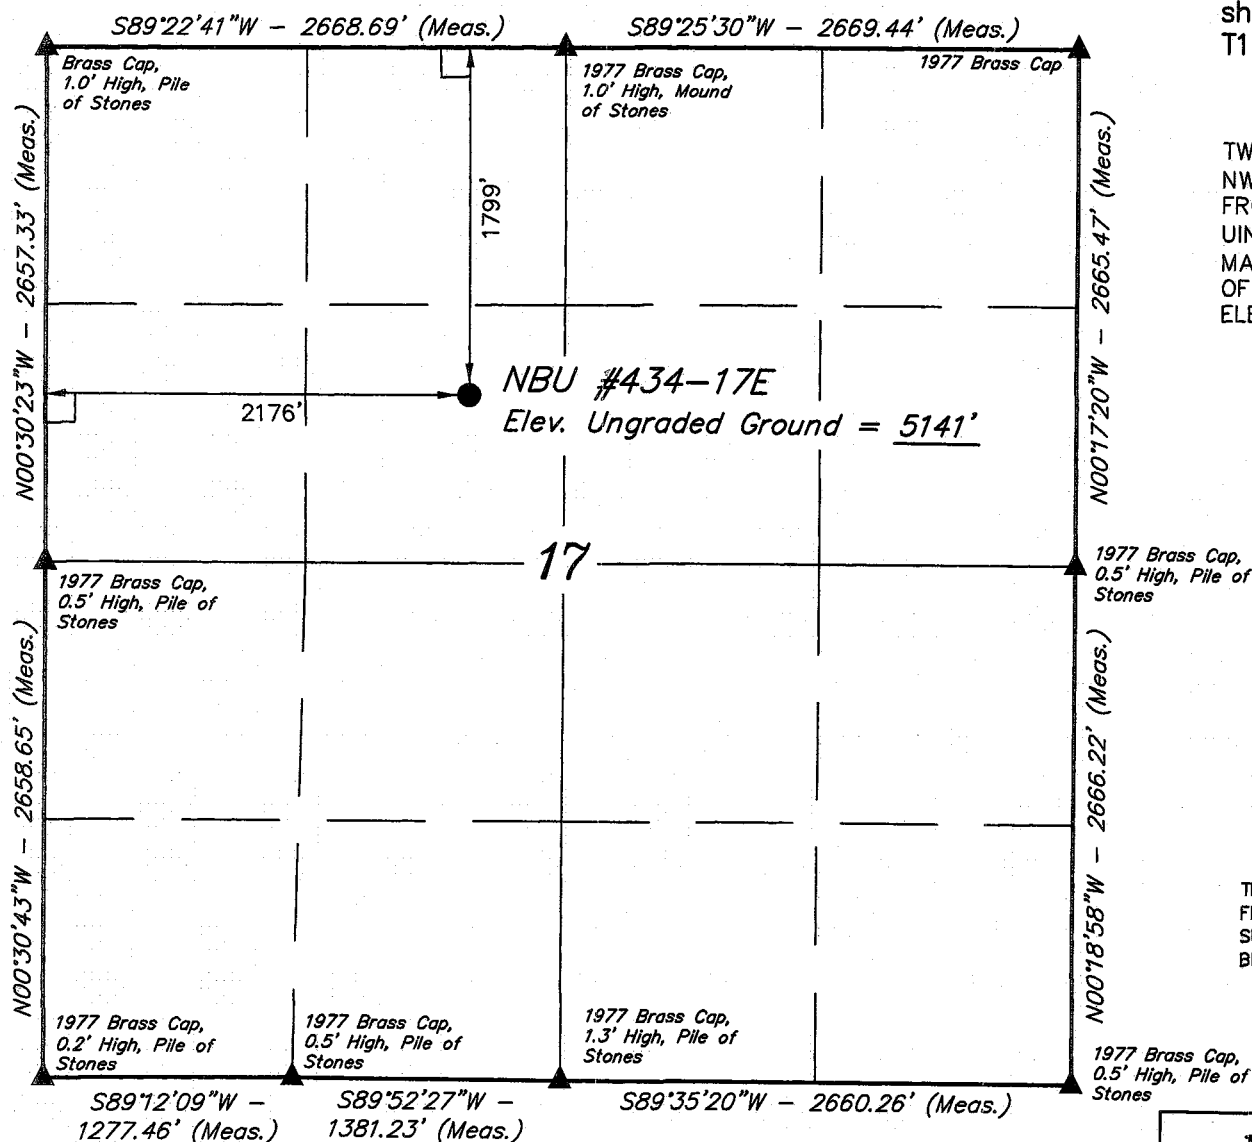 S89°22'41"W - 2668.69' (Meas.)
S89°25'30"W - 2669.44' (Meas.)
sh
T1
Brass Cap,
1.0' High, Pile
of Stones
1977 Brass Cap,
1.0' High, Mound
of Stones
1977 Brass Cap
N00°30'23"W - 2657.33' (Meas.)
1799'
N00°17'20"W - 2665.47' (Meas.)
TW
NW
FR
UIN
MA
OF
ELE
2176'
NBU #434-17E
Elev. Ungraded Ground = 5141'
17
1977 Brass Cap,
0.5' High, Pile of
Stones
1977 Brass Cap,
0.5' High, Pile of
Stones
N00°30'43"W - 2658.65' (Meas.)
N00°18'58"W - 2666.22' (Meas.)
1977 Brass Cap,
0.2' High, Pile of
Stones
1977 Brass Cap,
0.5' High, Pile of
Stones
1977 Brass Cap,
1.3' High, Pile of
Stones
1977 Brass Cap,
0.5' High, Pile of
Stones
S89°12'09"W -
1277.46' (Meas.)
S89°52'27"W -
1381.23' (Meas.)
S89°35'20"W - 2660.26' (Meas.)